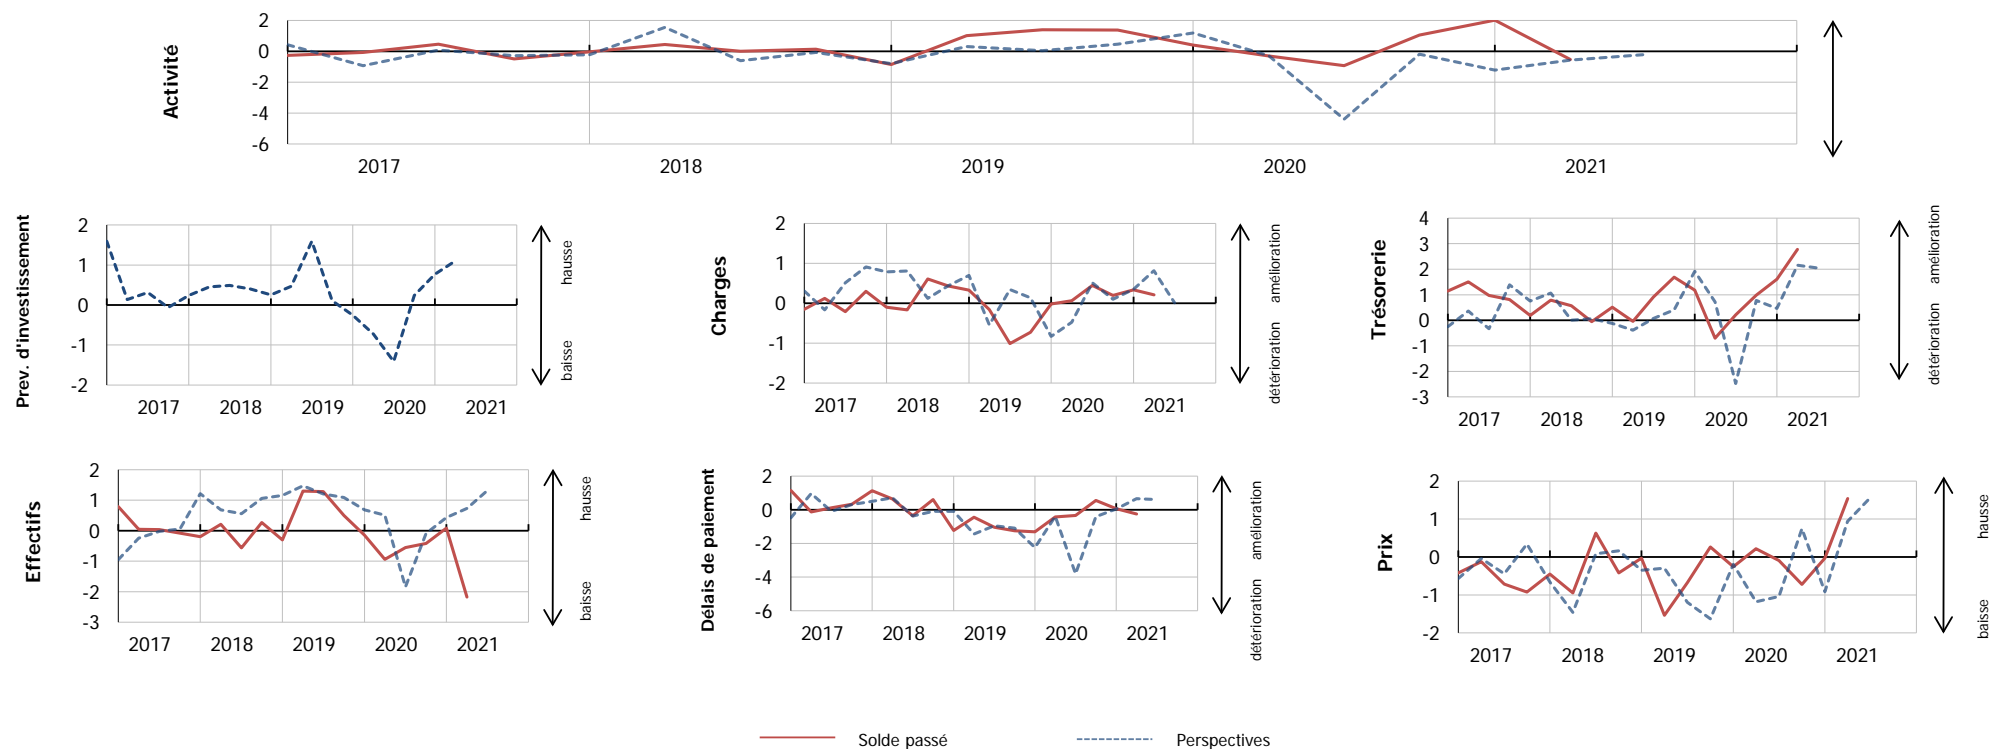 Activité
2
0
-2
-4
-6
2017 2018 2019 2020 2021
Prev. d'investissement
2
1
0
-1
-2
2017 2018 2019 2020 2021
hausse
baisse
Charges
2
1
0
-1
-2
2017 2018 2019 2020 2021
amélioration
détérioration
Trésorerie
4
3
2
1
0
-1
-2
-3
2017 2018 2019 2020 2021
amélioration
détérioration
Effectifs
2
1
0
-1
-2
-3
2017 2018 2019 2020 2021
hausse
baisse
Délais de paiement
2
0
-2
-4
-6
2017 2018 2019 2020 2021
amélioration
détérioration
Prix
2
1
0
-1
-2
2017 2018 2019 2020 2021
hausse
baisse
Solde passé Perspectives